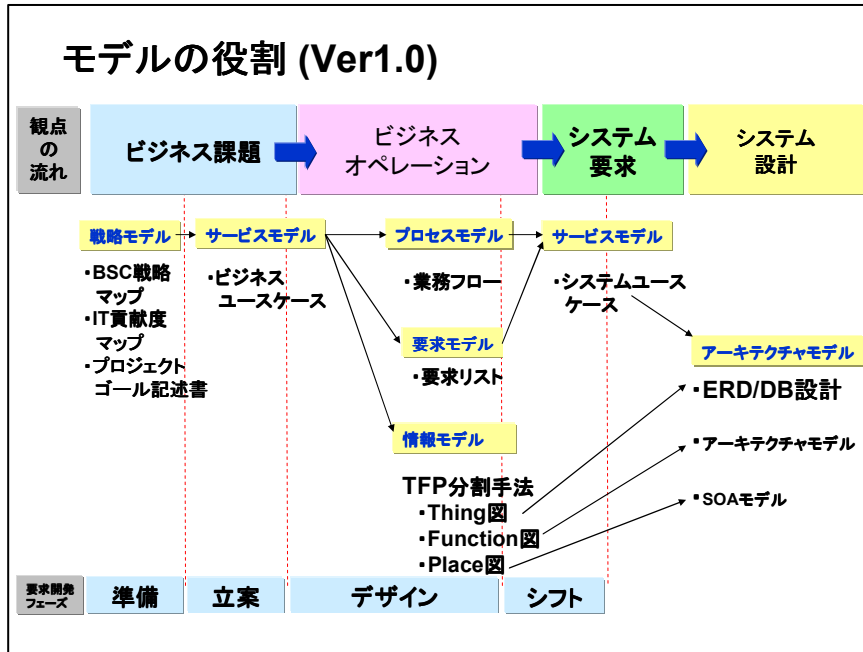 モデルの役割 (Ver1.0)
観点
の
流れ
ビジネス課題
ビジネス
オペレーション
システム
要求
システム
設計
戦略モデル
サービスモデル
プロセスモデル
サービスモデル
・BSC戦略
マップ
・IT貢献度
マップ
・プロジェクト
ゴール記述書
・ビジネス
ユースケース
・業務フロー
・システムユース
ケース
要求モデル
・要求リスト
アーキテクチャモデル
・ERD/DB設計
情報モデル
・アーキテクチャモデル
TFP分割手法
・Thing図
・Function図
・Place図
・SOAモデル
要求開発
フェーズ
準備
立案
デザイン
シフト